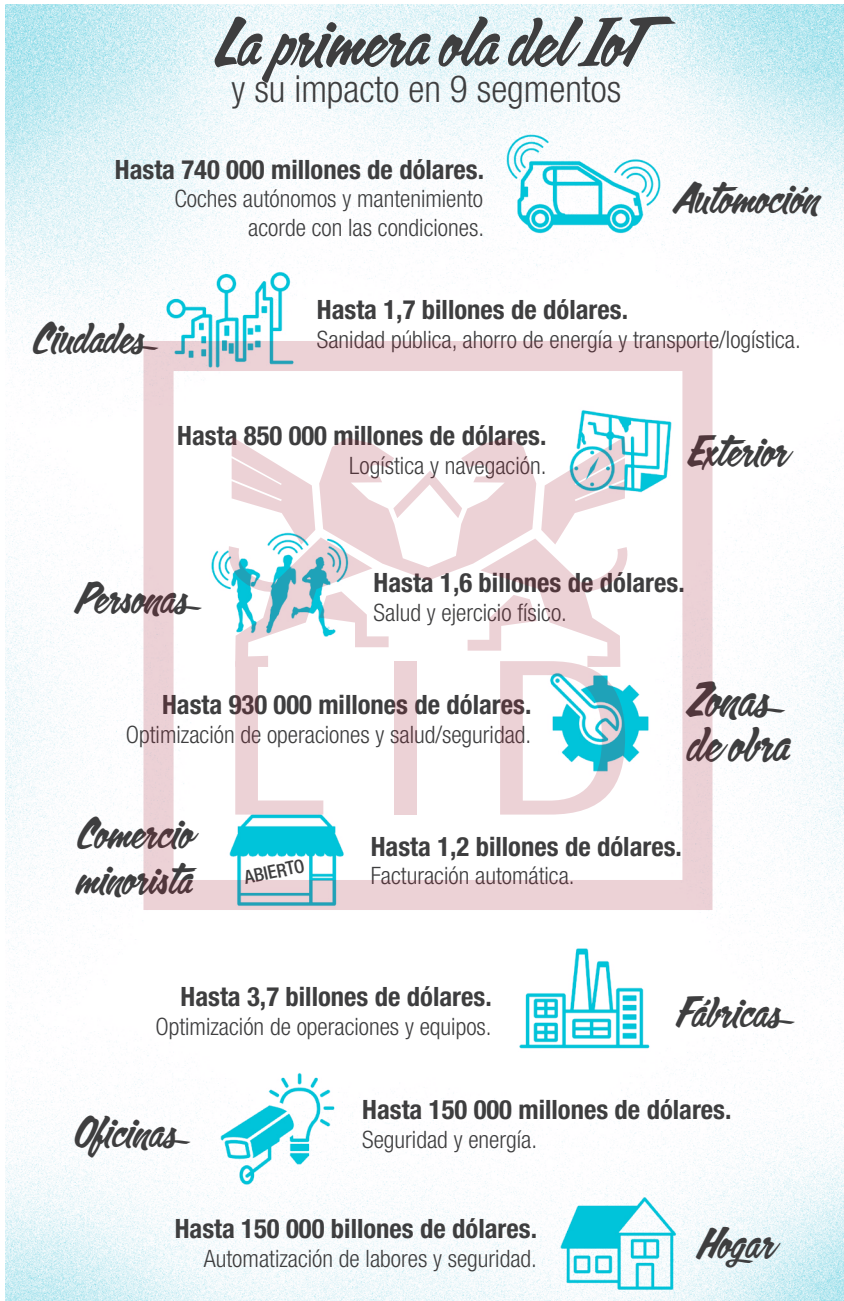 La primera ola del IoT
y su impacto en 9 segmentos
Hasta 740 000 millones de dólares.
Coches autónomos y mantenimiento
acorde con las condiciones.
Automoción
Ciudades
Hasta 1,7 billones de dólares.
Sanidad pública, ahorro de energía y transporte/logística.
Hasta 850 000 millones de dólares.
Logística y navegación.
Exterior
Personas
Hasta 1,6 billones de dólares.
Salud y ejercicio físico.
Hasta 930 000 millones de dólares.
Optimización de operaciones y salud/seguridad.
Zonas
de obra
LID
Comercio
minorista
ABIERTO
Hasta 1,2 billones de dólares.
Facturación automática.
Hasta 3,7 billones de dólares.
Optimización de operaciones y equipos.
Fábricas
Oficinas
Hasta 150 000 millones de dólares.
Seguridad y energía.
Hasta 150 000 billones de dólares.
Automatización de labores y seguridad.
Hogar